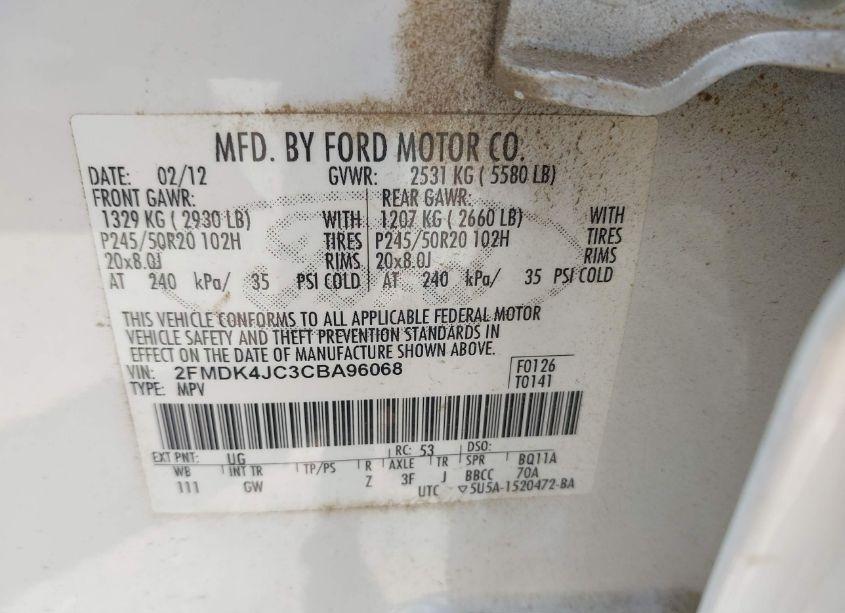 MFD. BY FORD MOTOR CO.
DATE: 02/12 GVWR: 2531 KG ( 5580 LB)
FRONT GAWR: REAR GAWR:
1329 KG ( 2930 LB) WITH 1207 KG ( 2660 LB) WITH
P245/50R20 102H TIRES P245/50R20 102H TIRES
20x8.0J RIMS 20x8.0J RIMS
AT 240 kPa/ 35 PSI COLD AT 240 kPa/ 35 PSI COLD
THIS VEHICLE CONFORMS TO ALL APPLICABLE FEDERAL MOTOR
VEHICLE SAFETY AND THEFT PREVENTION STANDARDS IN
EFFECT ON THE DATE OF MANUFACTURE SHOWN ABOVE.
VIN: 2FMDK4JC3CBA96068 F0126
TYPE: MPV T0141
EXT PNT: UG RC: 53 DSO:
WB INT TR TP/PS R AXLE TR SPR BQ11A
111 GW Z 3F J BBCC 70A
UTC ▽5U5A-1520472-BA